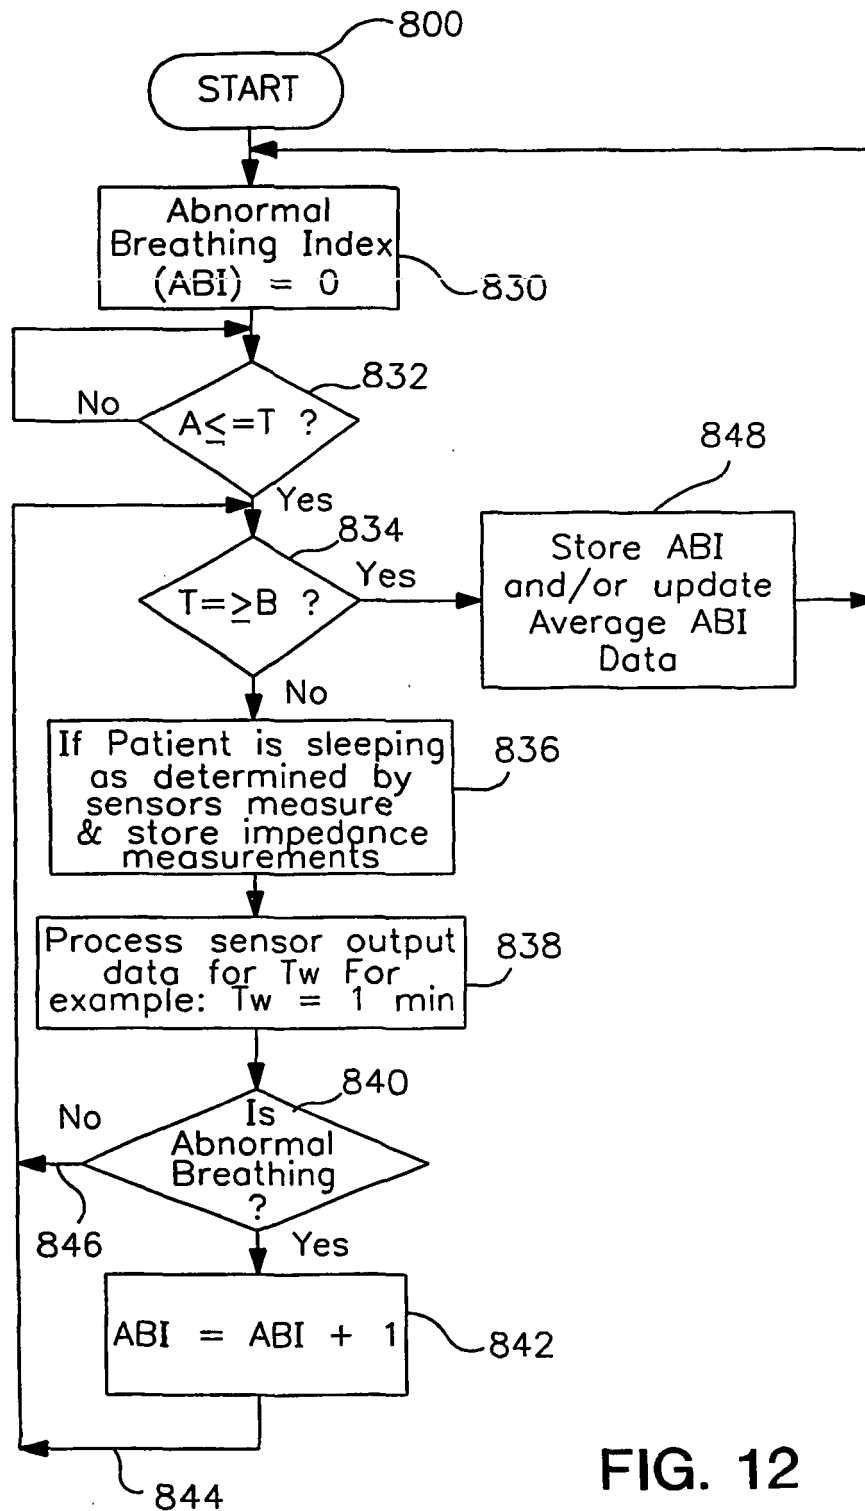 800
START
Abnormal
Breathing Index
(ABI) = 0
830
832
No
A≤=T ?
Yes
834
848
T=≥B ?
Yes
Store ABI
and/or update
Average ABI
Data
No
If Patient is sleeping
as determined by
sensors measure
& store impedance
measurements
836
Process sensor output
data for Tw For
example: Tw = 1 min
838
840
No
Is
Abnormal
Breathing
?
846
Yes
ABI = ABI + 1
842
844
FIG. 12